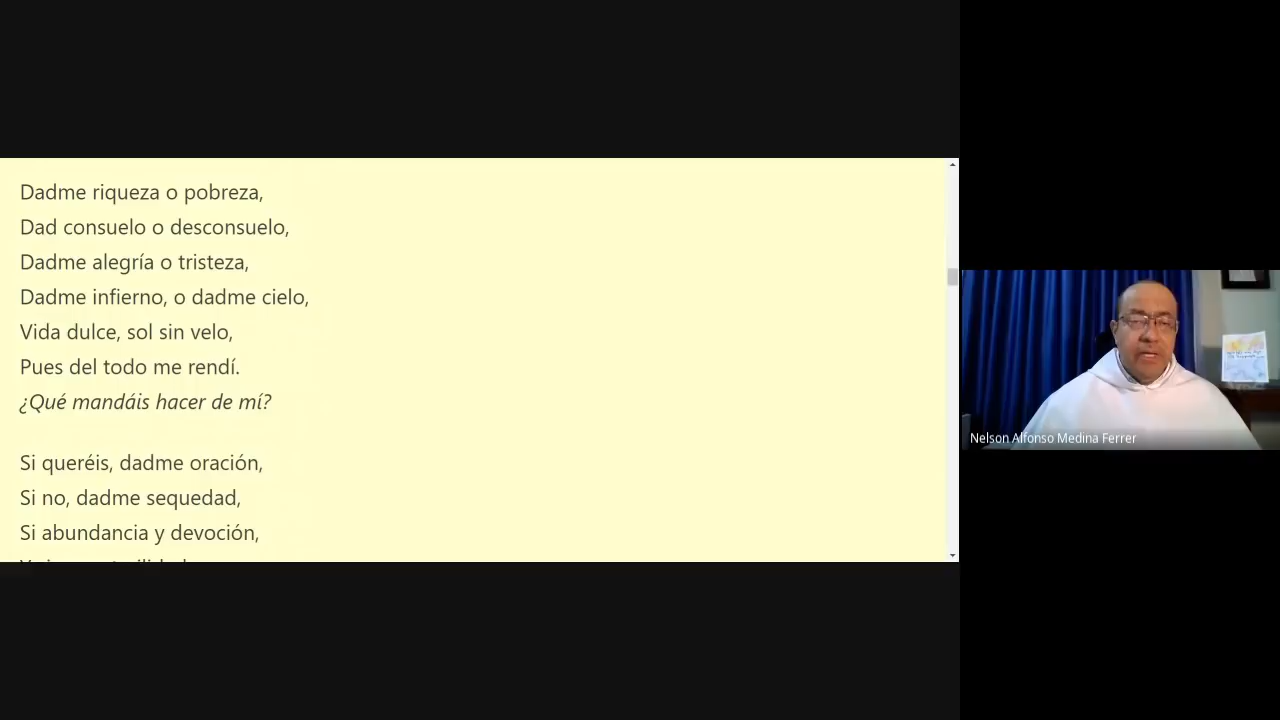 Dadme riqueza o pobreza,
Dad consuelo o desconsuelo,
Dadme alegría o tristeza,
Dadme infierno, o dadme cielo,
Vida dulce, sol sin velo,
Pues del todo me rendí.
¿Qué mandáis hacer de mí?
Si queréis, dadme oración,
Si no, dadme sequedad,
Si abundancia y devoción,
Nelson Alfonso Medina Ferrer